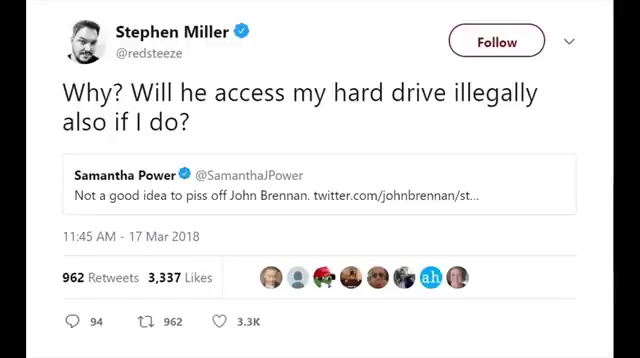 Stephen Miller
@redsteeze
Follow
Why? Will he access my hard drive illegally
also if I do?
Samantha Power @SamanthaJPower
Not a good idea to piss off John Brennan. twitter.com/johnbrennan/st...
11:45 AM - 17 Mar 2018
962 Retweets 3,337 Likes
ah
94 962 3.3K